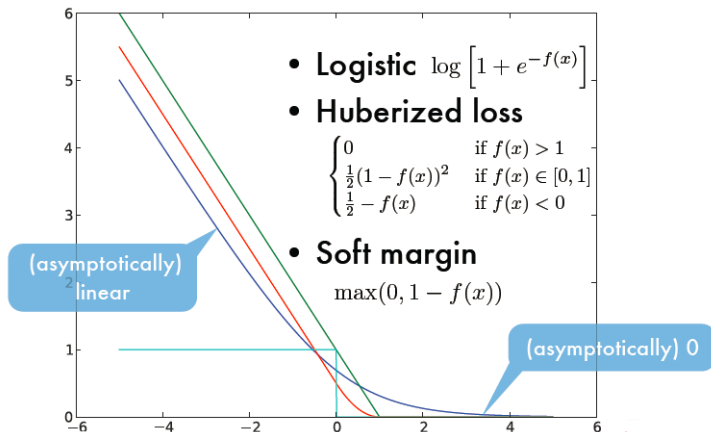 6
5
4
3
2
1
0
−6
−4
−2
0
2
4
6
• Logistic log [1 + e^{−f(x)}]
• Huberized loss
{0 if f(x) > 1
½(1 − f(x))² if f(x) ∈ [0, 1]
½ − f(x) if f(x) < 0
• Soft margin
max(0, 1 − f(x))
(asymptotically)
linear
(asymptotically) 0